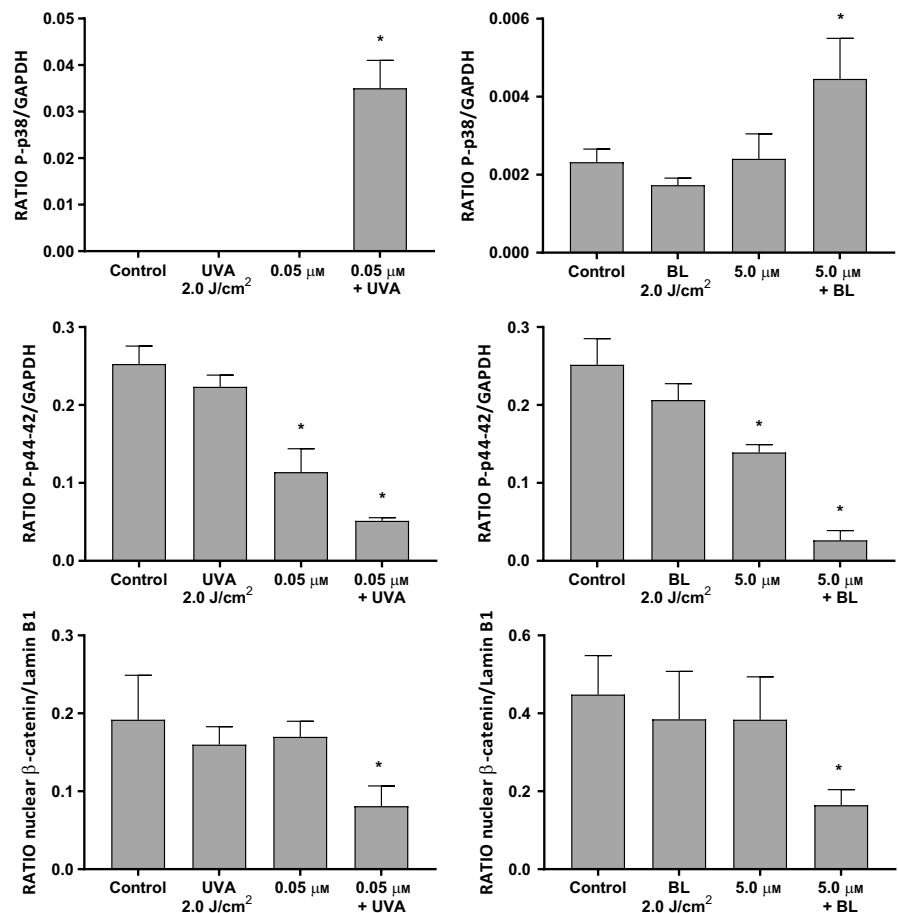 RATIO P-p38/GAPDH
0.05
0.04
0.03
0.02
0.01
0.00
*
Control UVA 0.05 μM 0.05 μM
2.0 J/cm² + UVA
RATIO P-p38/GAPDH
0.006
0.004
0.002
0.000
*
Control BL 5.0 μM 5.0 μM
2.0 J/cm² + BL
RATIO P-p44-42/GAPDH
0.3
0.2
0.1
0.0
*
*
Control UVA 0.05 μM 0.05 μM
2.0 J/cm² + UVA
RATIO P-p44-42/GAPDH
0.3
0.2
0.1
0.0
*
*
Control BL 5.0 μM 5.0 μM
2.0 J/cm² + BL
RATIO nuclear β-catenin/Lamin B1
0.3
0.2
0.1
0.0
*
Control UVA 0.05 μM 0.05 μM
2.0 J/cm² + UVA
RATIO nuclear β-catenin/Lamin B1
0.6
0.4
0.2
0.0
*
Control BL 5.0 μM 5.0 μM
2.0 J/cm² + BL